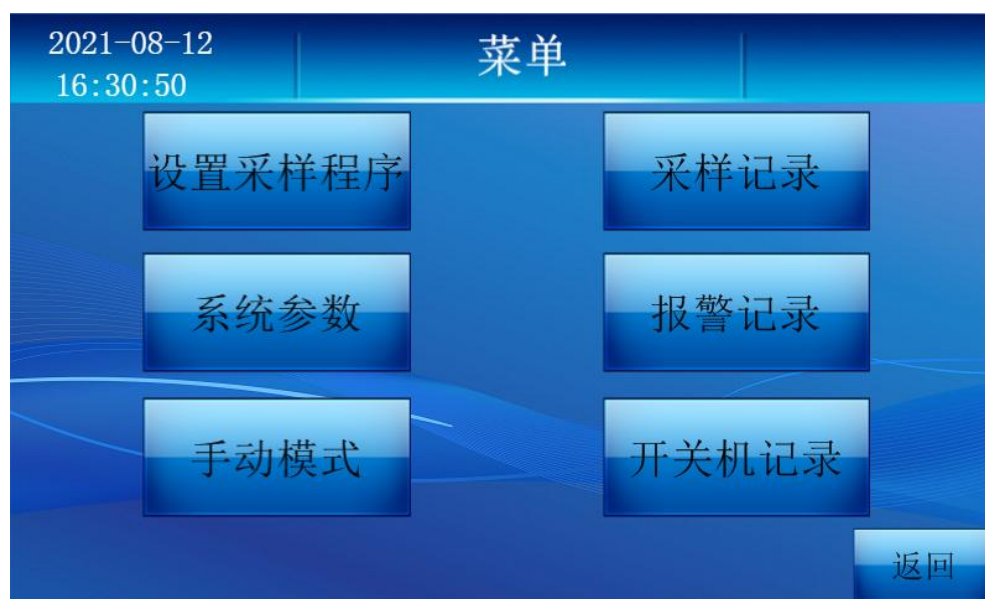 2021-08-12
16:30:50
菜单
设置采样程序
采样记录
系统参数
报警记录
手动模式
开关机记录
返回